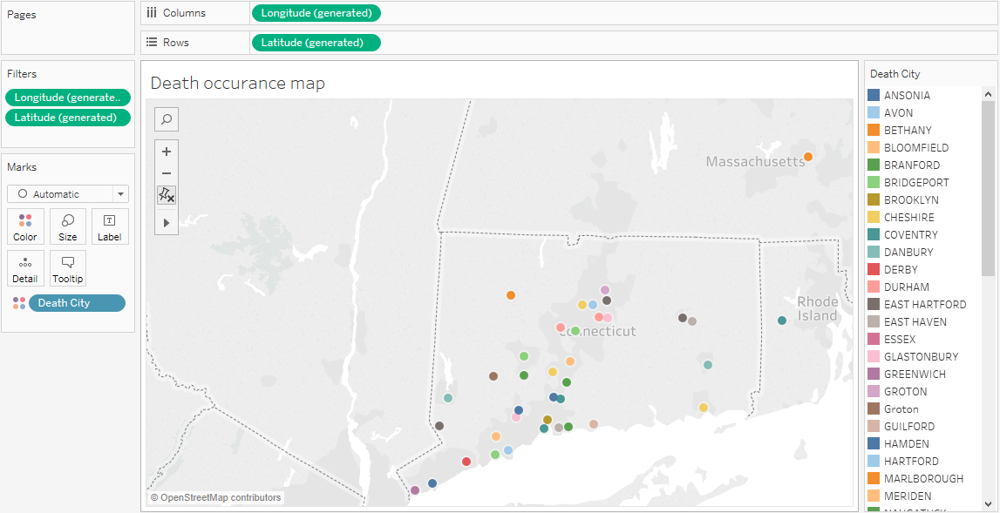 Pages
Columns
Longitude (generated)
Rows
Latitude (generated)
Filters
Longitude (generate..
Latitude (generated)
Marks
Automatic
Color
Size
Label
Detail
Tooltip
Death City
Death occurance map
Massachusetts
Rhode
Island
Connecticut
© OpenStreetMap contributors
Death City
ANSONIA
AVON
BETHANY
BLOOMFIELD
BRANFORD
BRIDGEPORT
BROOKLYN
CHESHIRE
COVENTRY
DANBURY
DERBY
DURHAM
EAST HARTFORD
EAST HAVEN
ESSEX
GLASTONBURY
GREENWICH
GROTON
Groton
GUILFORD
HAMDEN
HARTFORD
MARLBOROUGH
MERIDEN
NAUGATUCK